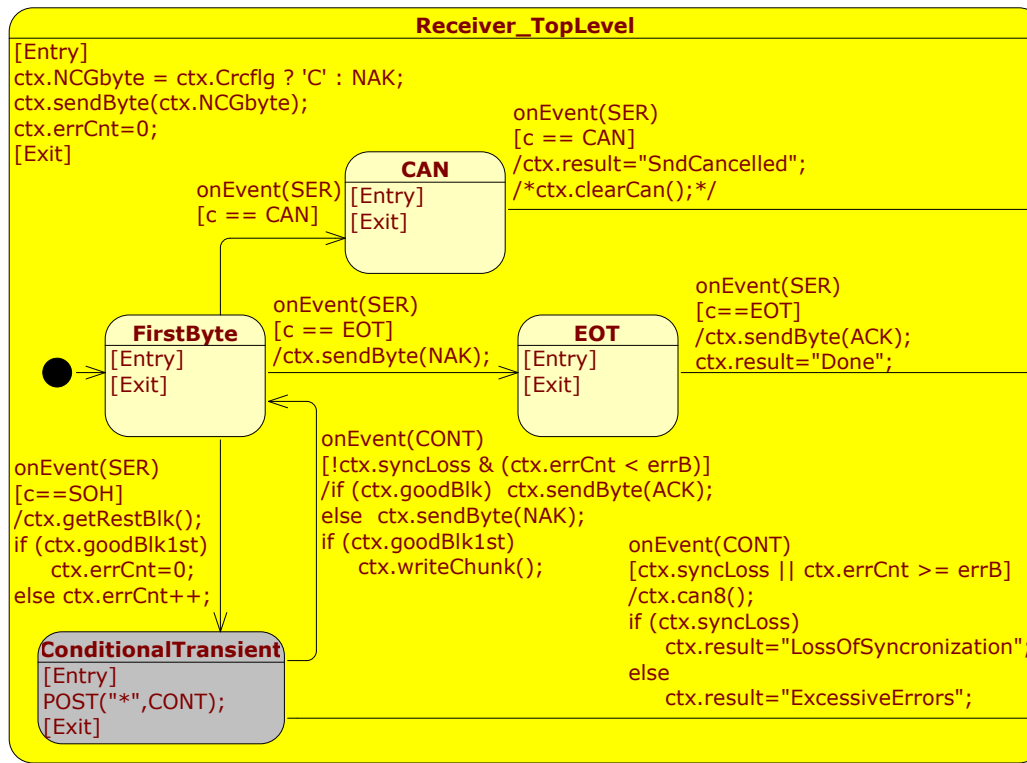 Receiver_TopLevel
[Entry]
ctx.NCGbyte = ctx.Crcflg ? 'C' : NAK;
ctx.sendByte(ctx.NCGbyte);
ctx.errCnt=0;
[Exit]
onEvent(SER)
[c == CAN]
/ctx.result="SndCancelled";
/*ctx.clearCan();*/
CAN
[Entry]
[Exit]
onEvent(SER)
[c == CAN]
FirstByte
[Entry]
[Exit]
onEvent(SER)
[c == EOT]
/ctx.sendByte(NAK);
EOT
[Entry]
[Exit]
onEvent(SER)
[c==EOT]
/ctx.sendByte(ACK);
ctx.result="Done";
onEvent(SER)
[c==SOH]
/ctx.getRestBlk();
if (ctx.goodBlk1st)
ctx.errCnt=0;
else ctx.errCnt++;
onEvent(CONT)
[!ctx.syncLoss & (ctx.errCnt < errB)]
/if (ctx.goodBlk) ctx.sendByte(ACK);
else ctx.sendByte(NAK);
if (ctx.goodBlk1st)
ctx.writeChunk();
onEvent(CONT)
[ctx.syncLoss || ctx.errCnt >= errB]
/ctx.can8();
if (ctx.syncLoss)
ctx.result="LossOfSyncronization";
else
ctx.result="ExcessiveErrors";
ConditionalTransient
[Entry]
POST("*",CONT);
[Exit]